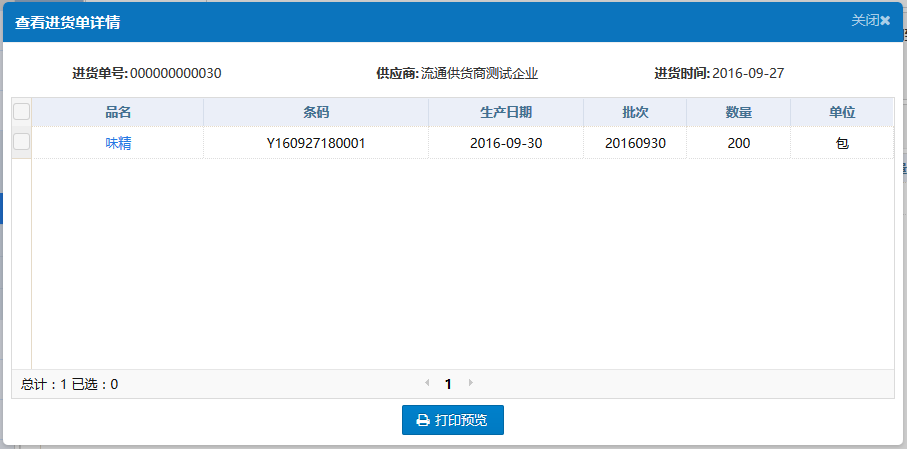 查看进货单详情 关闭
进货单号:000000000030 供应商:流通供货商测试企业 进货时间:2016-09-27
品名 条码 生产日期 批次 数量 单位
味精 Y160927180001 2016-09-30 20160930 200 包
总计：1 已选：0 1
打印预览